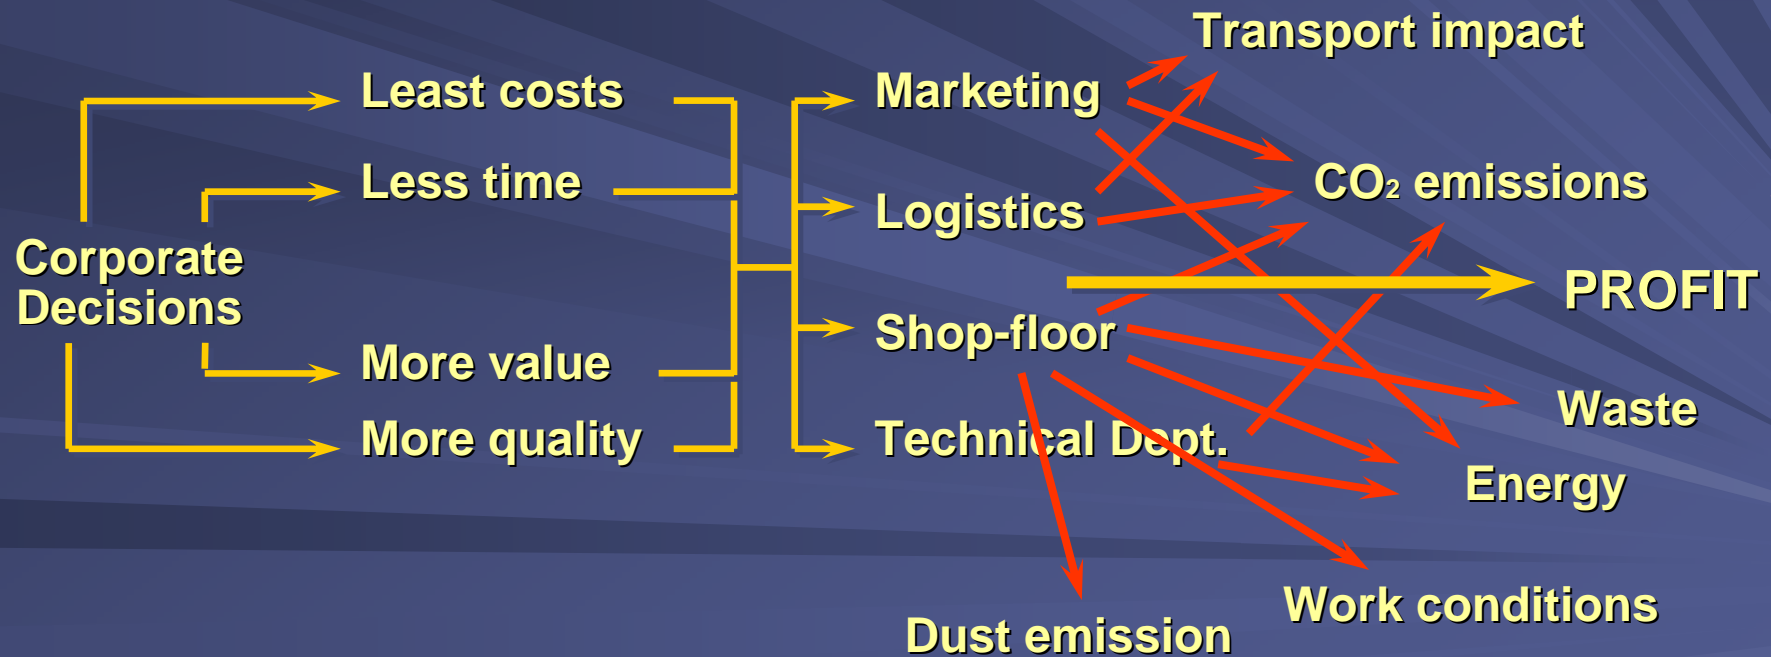 Transport impact
Least costs
Marketing
Less time
CO₂ emissions
Logistics
Corporate
Decisions
PROFIT
Shop-floor
More value
Waste
More quality
Technical Dept.
Energy
Work conditions
Dust emission